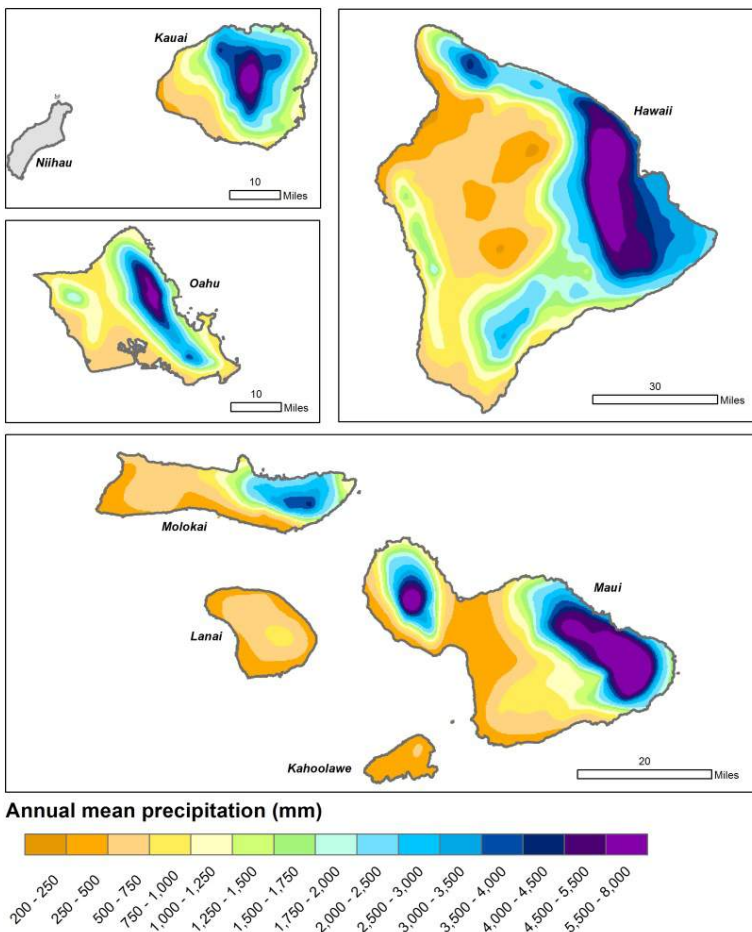 Kauai
Niihau
10
Miles
Hawaii
30
Miles
Oahu
10
Miles
Molokai
Maui
Lanai
Kahoolawe
20
Miles
Annual mean precipitation (mm)
200 - 250
250 - 500
500 - 750
750 - 1,000
1,000 - 1,250
1,250 - 1,500
1,500 - 1,750
1,750 - 2,000
2,000 - 2,500
2,500 - 3,000
3,000 - 3,500
3,500 - 4,000
4,000 - 4,500
4,500 - 5,500
5,500 - 8,000